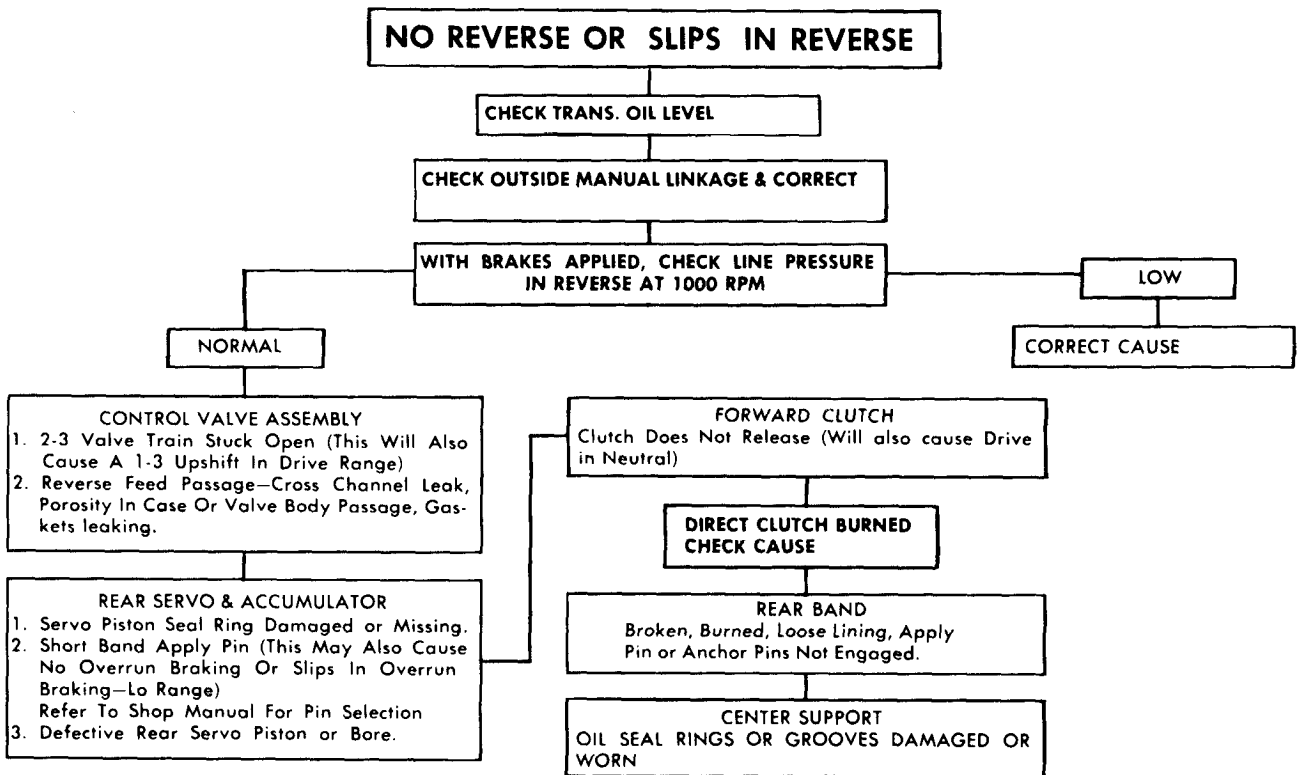 NO REVERSE OR SLIPS IN REVERSE
CHECK TRANS. OIL LEVEL
CHECK OUTSIDE MANUAL LINKAGE & CORRECT
WITH BRAKES APPLIED, CHECK LINE PRESSURE
IN REVERSE AT 1000 RPM
LOW
CORRECT CAUSE
NORMAL
CONTROL VALVE ASSEMBLY
1. 2-3 Valve Train Stuck Open (This Will Also
Cause A 1-3 Upshift In Drive Range)
2. Reverse Feed Passage—Cross Channel Leak,
Porosity In Case Or Valve Body Passage, Gas-
kets leaking.
REAR SERVO & ACCUMULATOR
1. Servo Piston Seal Ring Damaged or Missing.
2. Short Band Apply Pin (This May Also Cause
No Overrun Braking Or Slips In Overrun
Braking—Lo Range)
Refer To Shop Manual For Pin Selection
3. Defective Rear Servo Piston or Bore.
FORWARD CLUTCH
Clutch Does Not Release (Will also cause Drive
in Neutral)
DIRECT CLUTCH BURNED
CHECK CAUSE
REAR BAND
Broken, Burned, Loose Lining, Apply
Pin or Anchor Pins Not Engaged.
CENTER SUPPORT
OIL SEAL RINGS OR GROOVES DAMAGED OR
WORN